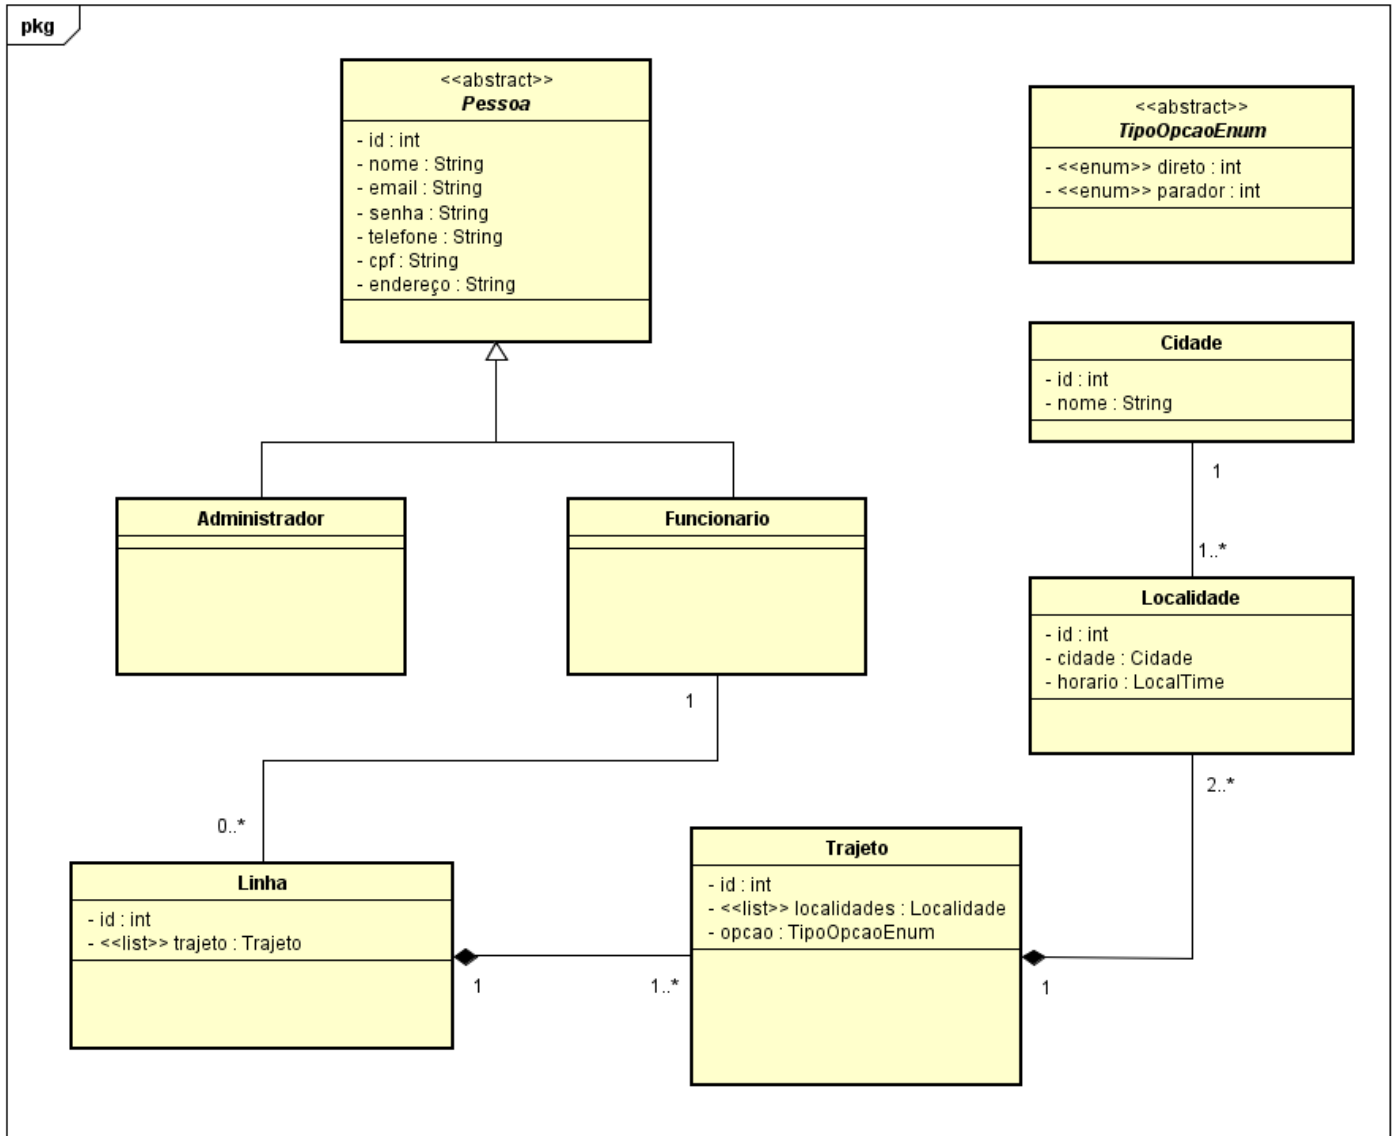 pkg
<<abstract>>
Pessoa
- id : int
- nome : String
- email : String
- senha : String
- telefone : String
- cpf : String
- endereço : String
<<abstract>>
TipoOpcaoEnum
- <<enum>> direto : int
- <<enum>> parador : int
Cidade
- id : int
- nome : String
1
1..*
Administrador
Funcionario
1
0..*
Localidade
- id : int
- cidade : Cidade
- horario : LocalTime
2..*
Linha
- id : int
- <<list>> trajeto : Trajeto
1
1..*
Trajeto
- id : int
- <<list>> localidades : Localidade
- opcao : TipoOpcaoEnum
1